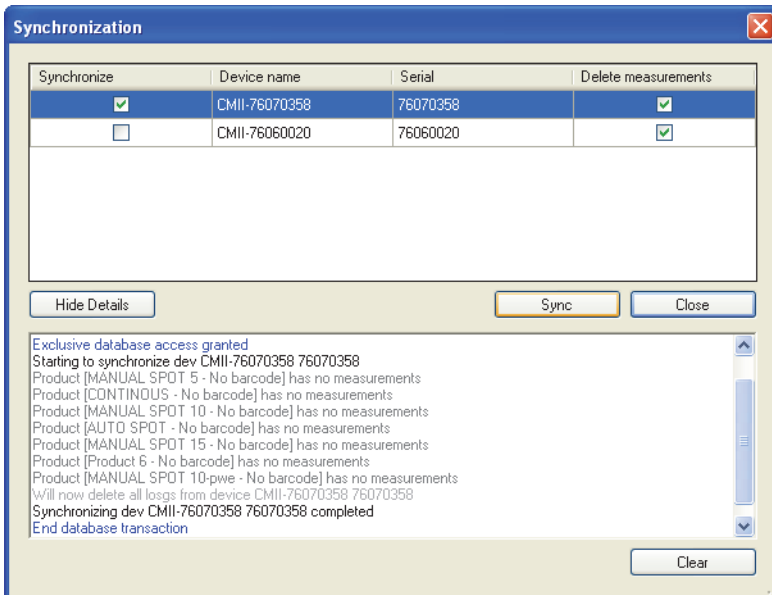 Synchronization
Synchronize Device name Serial Delete measurements
CMII-76070358 76070358
CMII-76060020 76060020
Hide Details Sync Close
Exclusive database access granted
Starting to synchronize dev CMII-76070358 76070358
Product [MANUAL SPOT 5 - No barcode] has no measurements
Product [CONTINOUS - No barcode] has no measurements
Product [MANUAL SPOT 10 - No barcode] has no measurements
Product [AUTO SPOT - No barcode] has no measurements
Product [MANUAL SPOT 15 - No barcode] has no measurements
Product [Product 6 - No barcode] has no measurements
Product [MANUAL SPOT 10-pwe - No barcode] has no measurements
Will now delete all losgs from device CMII-76070358 76070358
Synchronizing dev CMII-76070358 76070358 completed
End database transaction
Clear